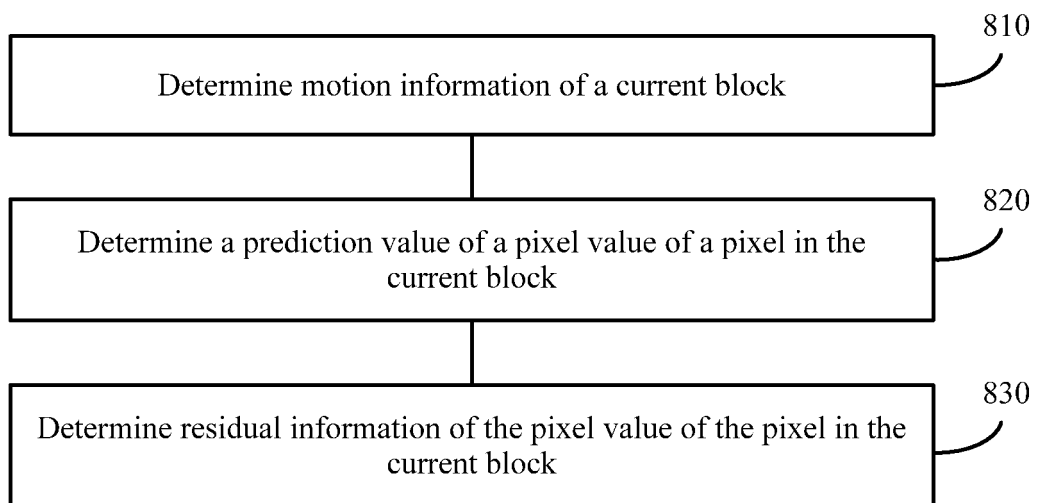 810
Determine motion information of a current block
820
Determine a prediction value of a pixel value of a pixel in the
current block
830
Determine residual information of the pixel value of the pixel in the
current block